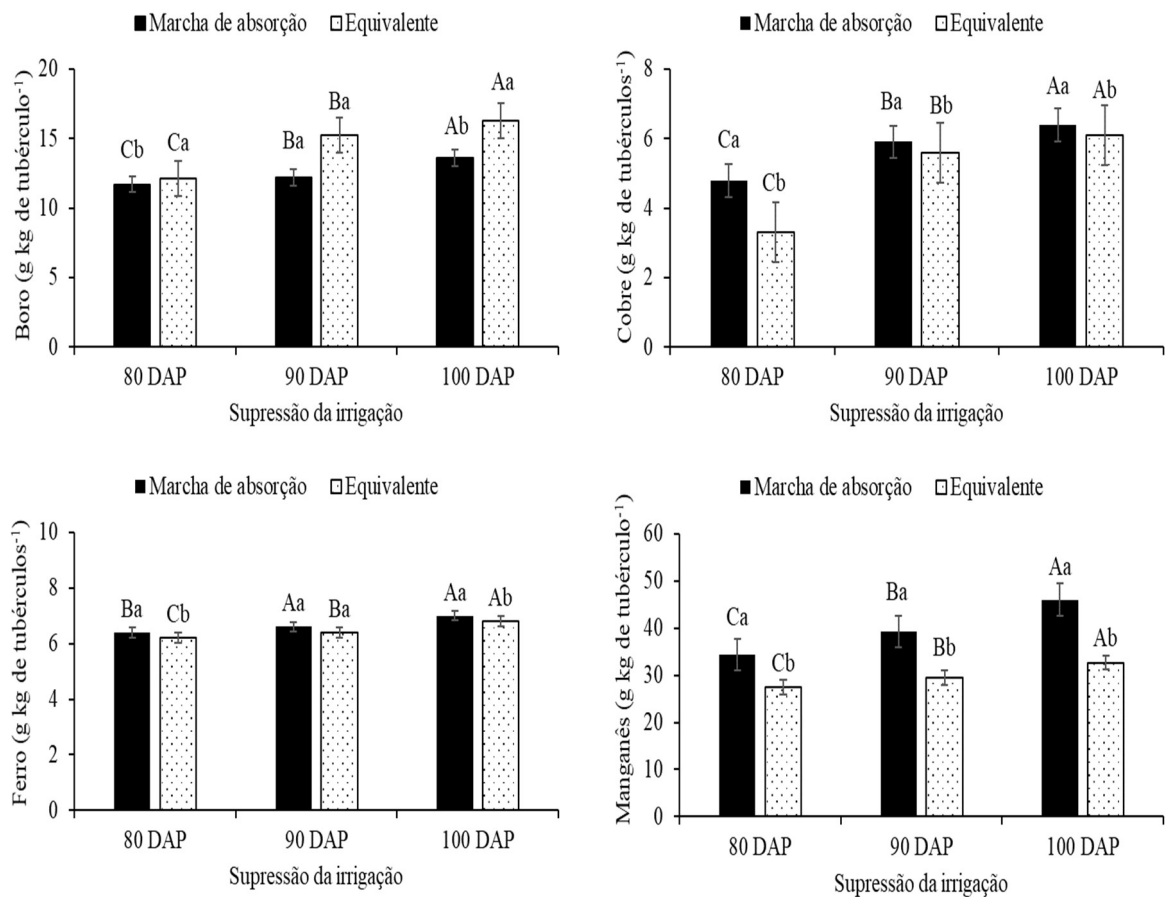 Marcha de absorção Equivalente
Boro (g kg de tubérculo⁻¹)
20
15
10
5
0
Cb Ca Ba Ba Ab Aa
80 DAP 90 DAP 100 DAP
Supressão da irrigação
Marcha de absorção Equivalente
Cobre (g kg de tubérculos⁻¹)
8
6
4
2
0
Ca Cb Ba Bb Aa Ab
80 DAP 90 DAP 100 DAP
Supressão da irrigação
Marcha de absorção Equivalente
Ferro (g kg de tubérculos⁻¹)
10
8
6
4
2
0
Ba Cb Aa Ba Aa Ab
80 DAP 90 DAP 100 DAP
Supressão da irrigação
Marcha de absorção Equivalente
Manganês (g kg de tubérculo⁻¹)
60
50
40
30
20
10
0
Ca Cb Ba Bb Aa Ab
80 DAP 90 DAP 100 DAP
Supressão da irrigação